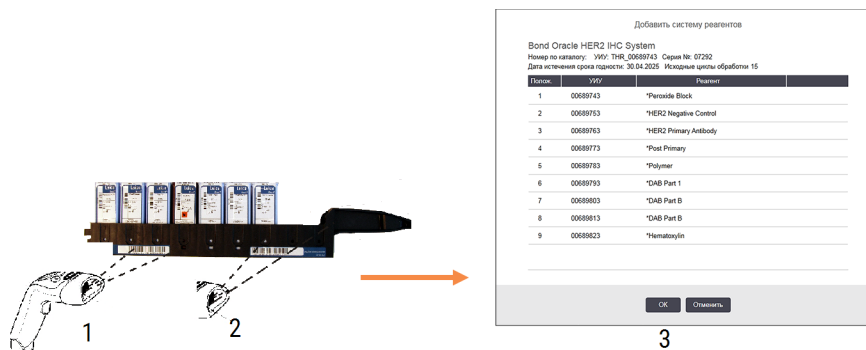 Добавить систему реагентов
Bond Oracle HER2 IHC System
Номер по каталогу: УИУ: THR_00689743 Серия №: 07292
Дата истечения срока годности: 30.04.2025 Исходные циклы обработки 15
Полож. УИУ Реагент
1 00689743 *Peroxide Block
2 00689753 *HER2 Negative Control
3 00689763 *HER2 Primary Antibody
4 00689773 *Post Primary
5 00689783 *Polymer
6 00689793 *DAB Part 1
7 00689803 *DAB Part B
8 00689813 *DAB Part B
9 00689823 *Hematoxylin
OK Отменить
1
2
3